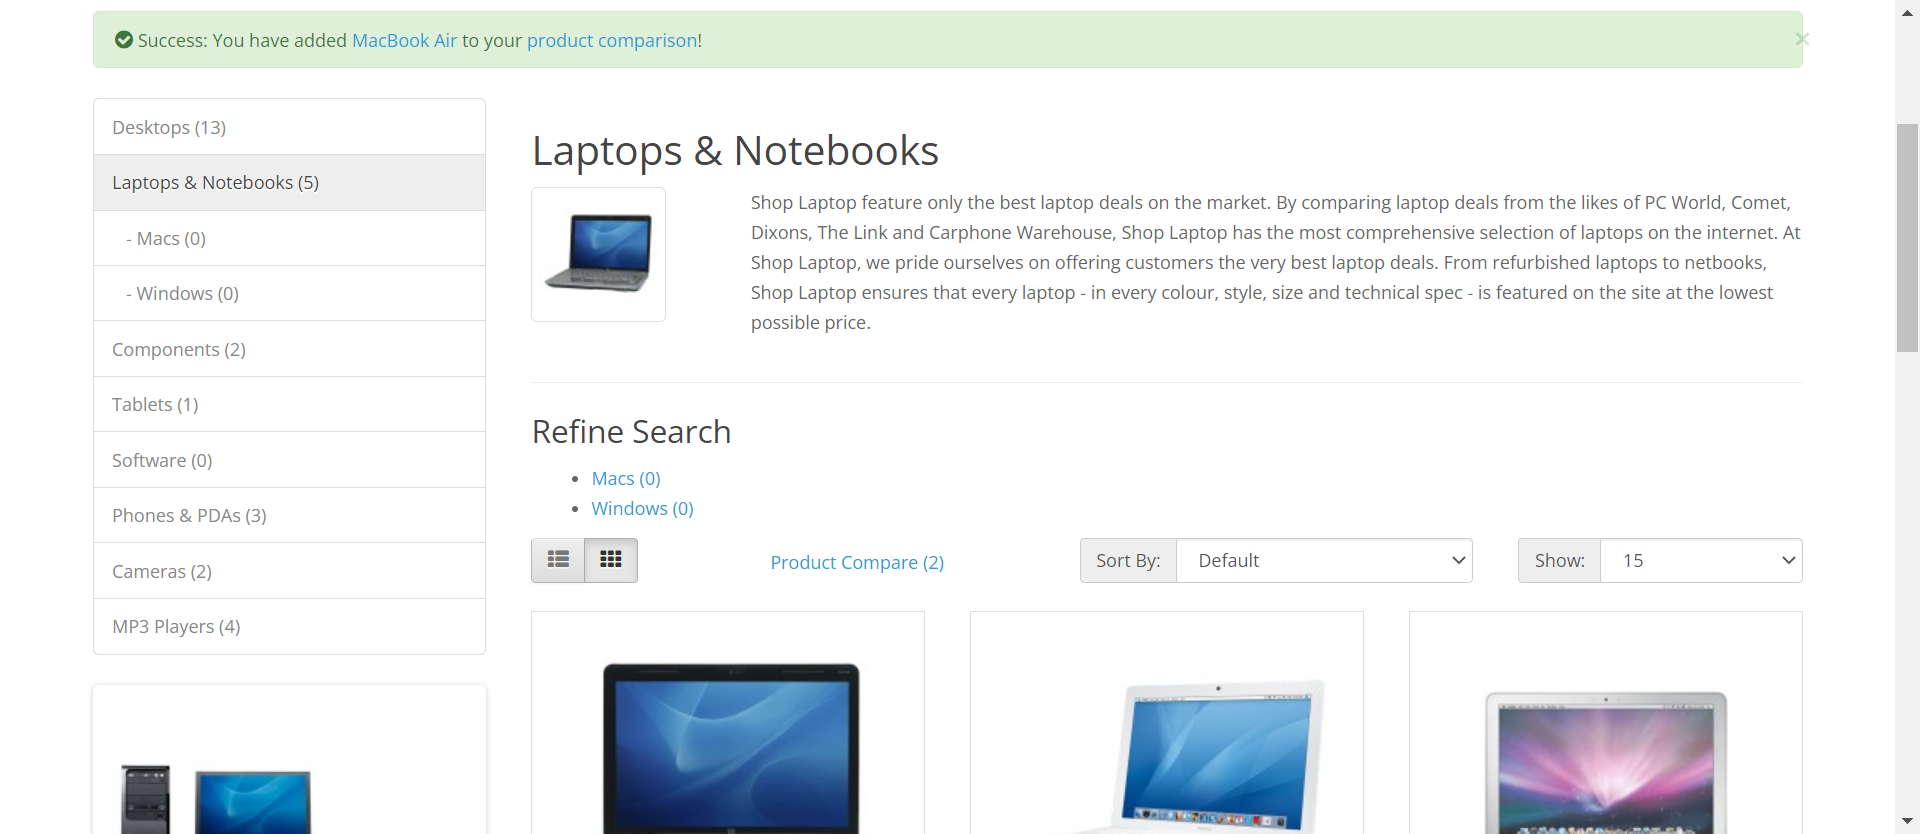 Success: You have added MacBook Air to your product comparison!
×
Desktops (13)
Laptops & Notebooks (5)
- Macs (0)
- Windows (0)
Components (2)
Tablets (1)
Software (0)
Phones & PDAs (3)
Cameras (2)
MP3 Players (4)
Laptops & Notebooks
Shop Laptop feature only the best laptop deals on the market. By comparing laptop deals from the likes of PC World, Comet,
Dixons, The Link and Carphone Warehouse, Shop Laptop has the most comprehensive selection of laptops on the internet. At
Shop Laptop, we pride ourselves on offering customers the very best laptop deals. From refurbished laptops to netbooks,
Shop Laptop ensures that every laptop - in every colour, style, size and technical spec - is featured on the site at the lowest
possible price.
Refine Search
Macs (0)
Windows (0)
Product Compare (2)
Sort By: Default
Show: 15